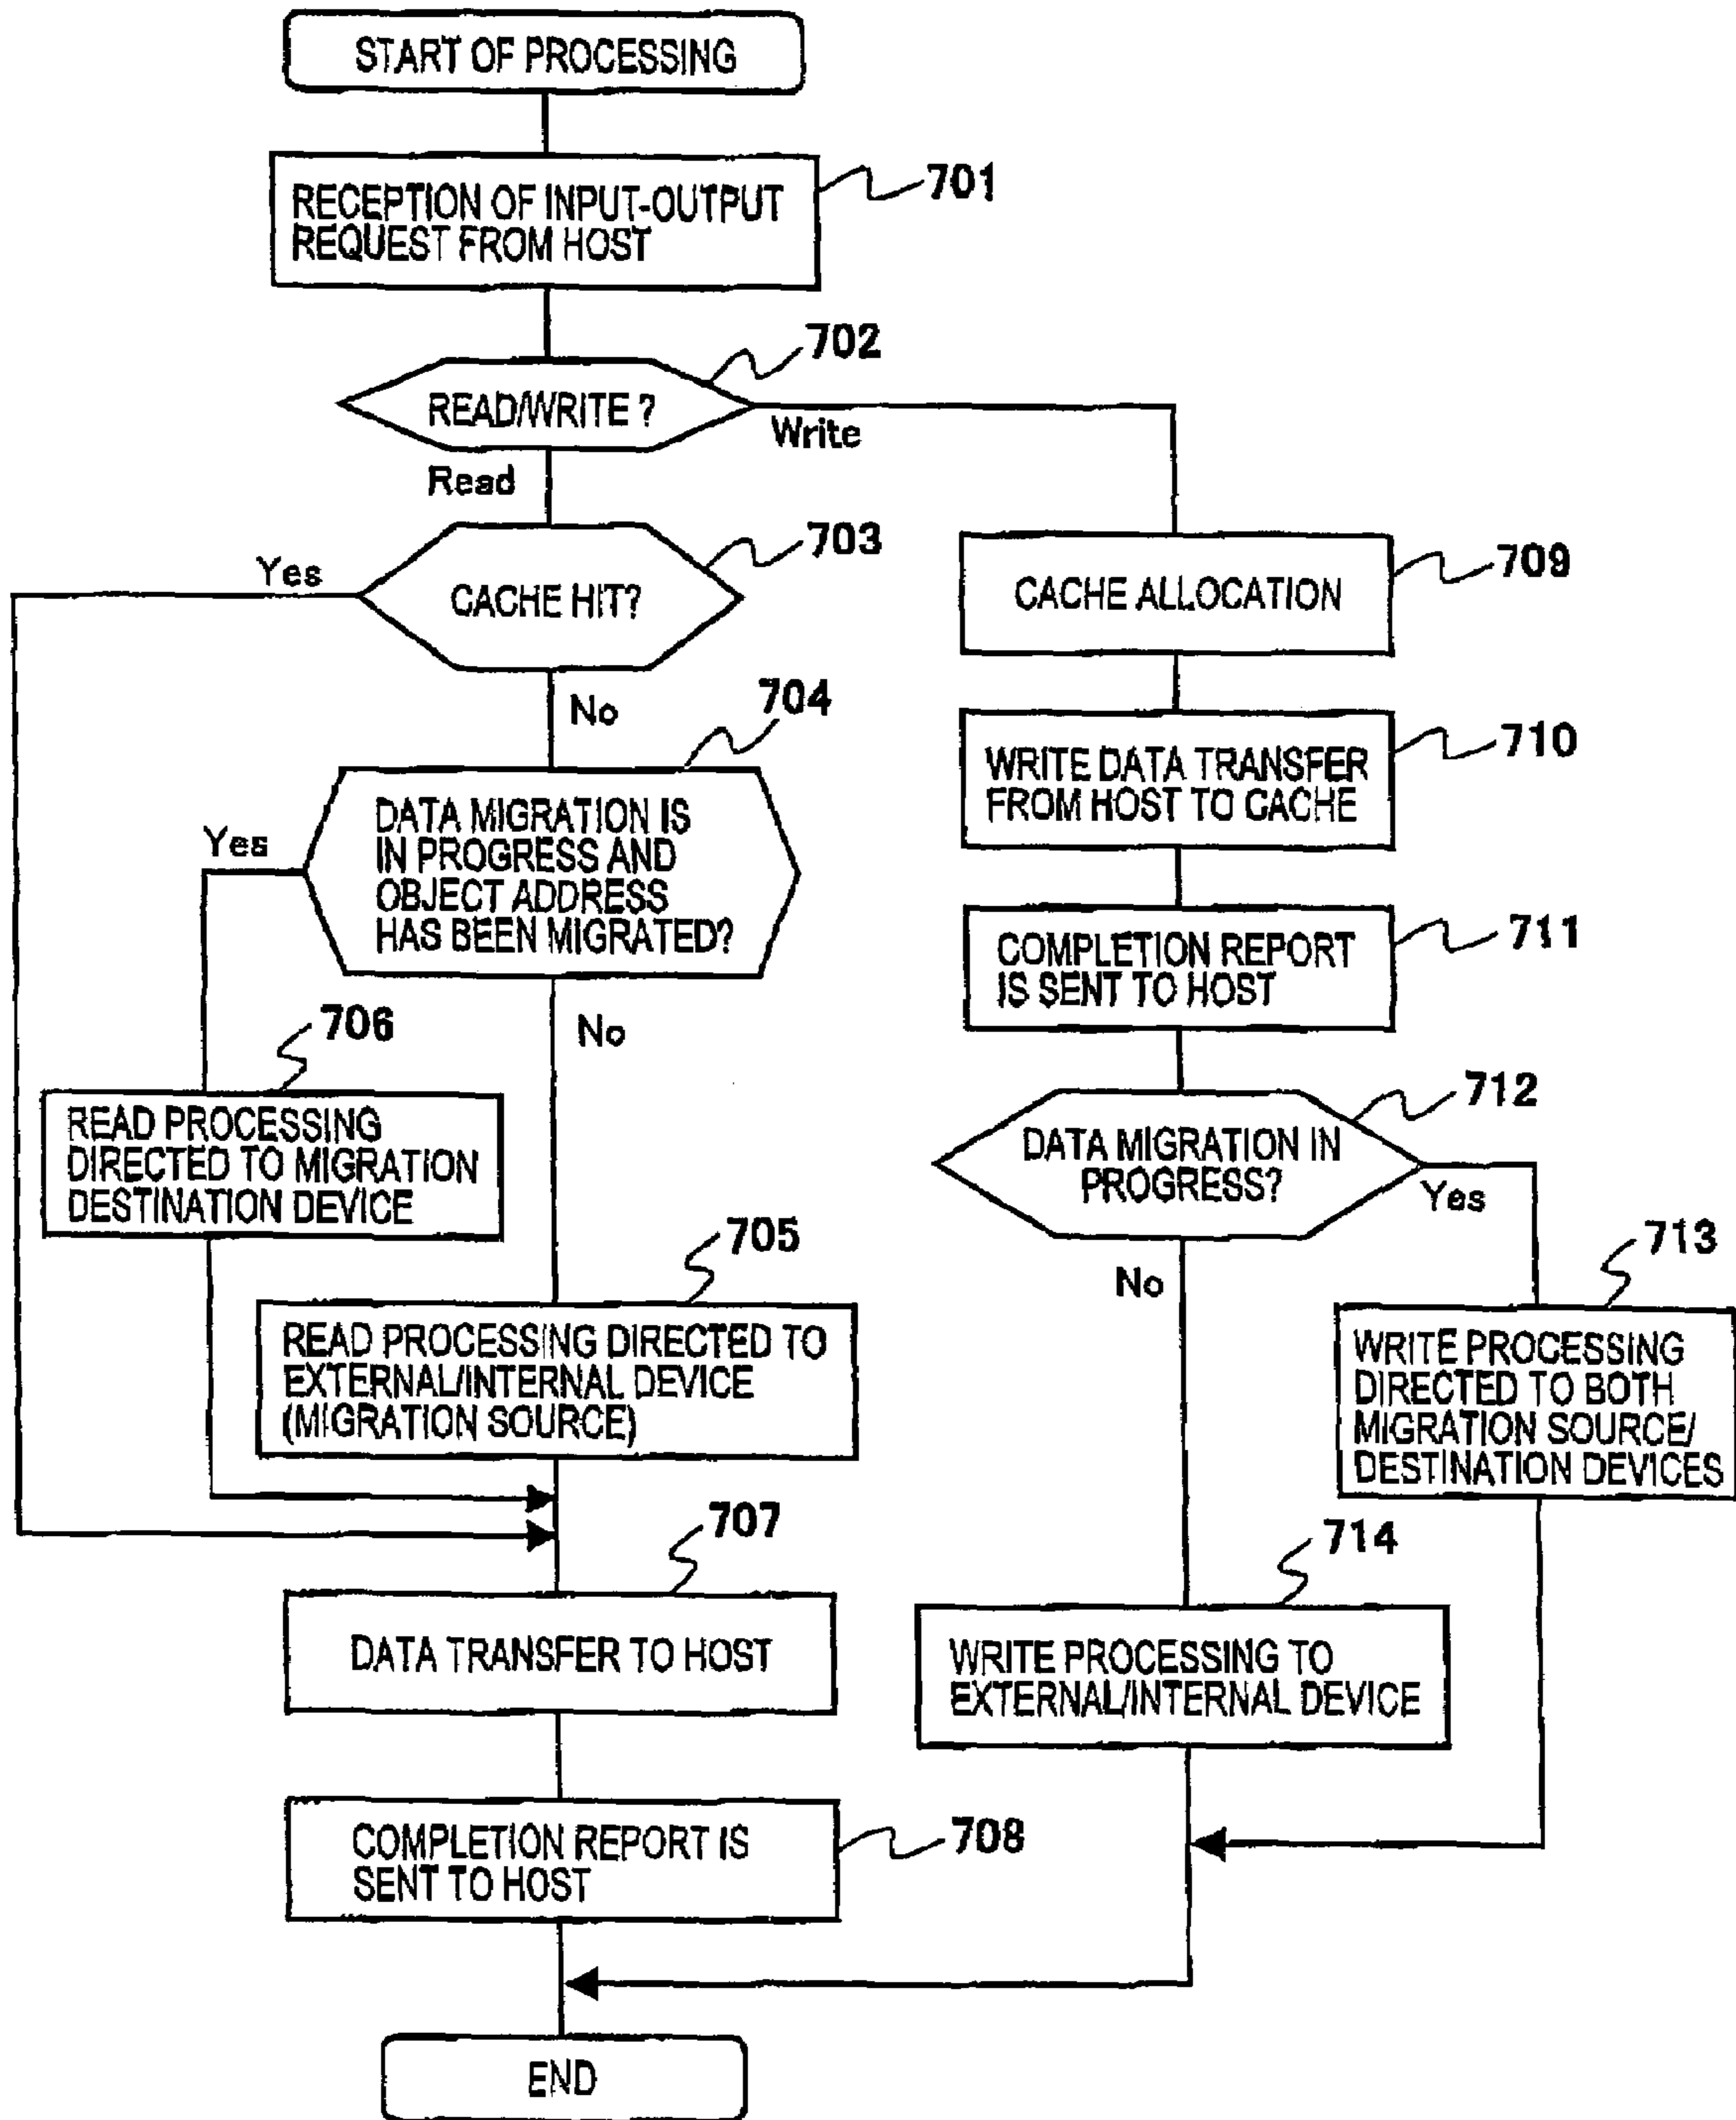 START OF PROCESSING
RECEPTION OF INPUT-OUTPUT
REQUEST FROM HOST
701
READ/WRITE ?
702
Write
Read
CACHE HIT?
703
Yes
No
DATA MIGRATION IS
IN PROGRESS AND
OBJECT ADDRESS
HAS BEEN MIGRATED?
704
Yes
No
706
READ PROCESSING
DIRECTED TO MIGRATION
DESTINATION DEVICE
705
READ PROCESSING DIRECTED TO
EXTERNAL/INTERNAL DEVICE
(MIGRATION SOURCE)
707
DATA TRANSFER TO HOST
COMPLETION REPORT IS
SENT TO HOST
708
CACHE ALLOCATION
709
WRITE DATA TRANSFER
FROM HOST TO CACHE
710
COMPLETION REPORT
IS SENT TO HOST
711
DATA MIGRATION IN
PROGRESS?
712
Yes
No
713
WRITE PROCESSING
DIRECTED TO BOTH
MIGRATION SOURCE/
DESTINATION DEVICES
714
WRITE PROCESSING TO
EXTERNAL/INTERNAL DEVICE
END